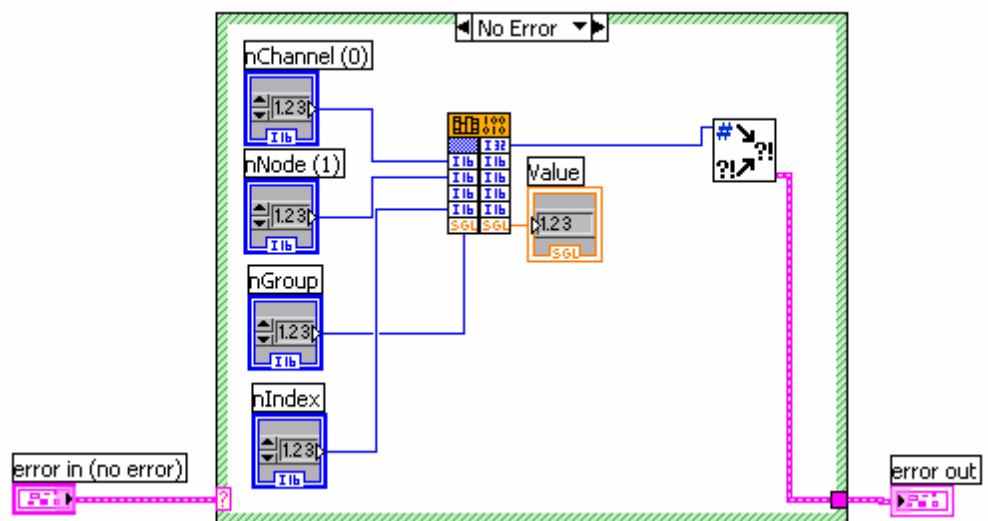 No Error
nChannel (0)
1.23
I16
nNode (1)
1.23
I16
nGroup
1.23
I16
nIndex
1.23
I16
100
010
I32
I16 I16
I16 I16
I16 I16
I16 I16
SGL SGL
Value
1.23
SGL
#
?!
?!
error in (no error)
?
error out